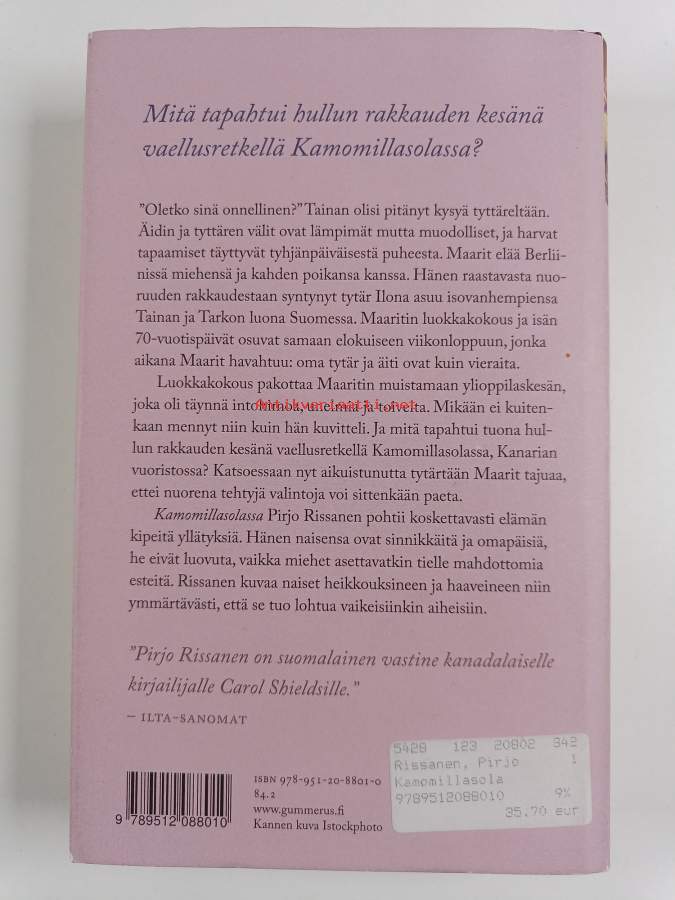 Mitä tapahtui hullun rakkauden kesänä
vaellusretkellä Kamomillasolassa?
"Oletko sinä onnellinen?" Tainan olisi pitänyt kysyä tyttäreltään.
Äidin ja tyttären välit ovat lämpimät mutta muodolliset, ja harvat
tapaamiset täyttyvät tyhjänpäiväisestä puheesta. Maarit elää Berlii-
nissä miehensä ja kahden poikansa kanssa. Hänen raastavasta nuo-
ruuden rakkaudestaan syntynyt tytär Ilona asuu isovanhempiensa
Tainan ja Tarkon luona Suomessa. Maaritin luokkakokous ja isän
70-vuotispäivät osuvat samaan elokuiseen viikonloppuun, jonka
aikana Maarit havahtuu: oma tytär ja äiti ovat kuin vieraita.
Luokkakokous pakottaa Maaritin muistamaan ylioppilaskesän,
joka oli täynnä intohimoa, unelmia ja toiveita. Mikään ei kuiten-
kaan mennyt niin kuin hän kuvitteli. Ja mitä tapahtui tuona hul-
lun rakkauden kesänä vaellusretkellä Kamomillasolassa, Kanarian
vuoristossa? Katsoessaan nyt aikuistunutta tytärtään Maarit tajuaa,
ettei nuorena tehtyjä valintoja voi sittenkään paeta.
Kamomillasolassa Pirjo Rissanen pohtii koskettavasti elämän
kipeitä yllätyksiä. Hänen naisensa ovat sinnikkäitä ja omapäisiä,
he eivät luovuta, vaikka miehet asettavatkin tielle mahdottomia
esteitä. Rissanen kuvaa naiset heikkouksineen ja haaveineen niin
ymmärtävästi, että se tuo lohtua vaikeisiinkin aiheisiin.
"Pirjo Rissanen on suomalainen vastine kanadalaiselle
kirjailijalle Carol Shieldsille."
– ILTA-SANOMAT
5428 123 20802 342
Rissanen, Pirjo 1
Kamomillasola
9789512088010 9%
35.70 eur
ISBN 978-951-20-8801-0
84.2
www.gummerus.fi
Kannen kuva Istockphoto
9 789512 088010
Antikvariaatti.net